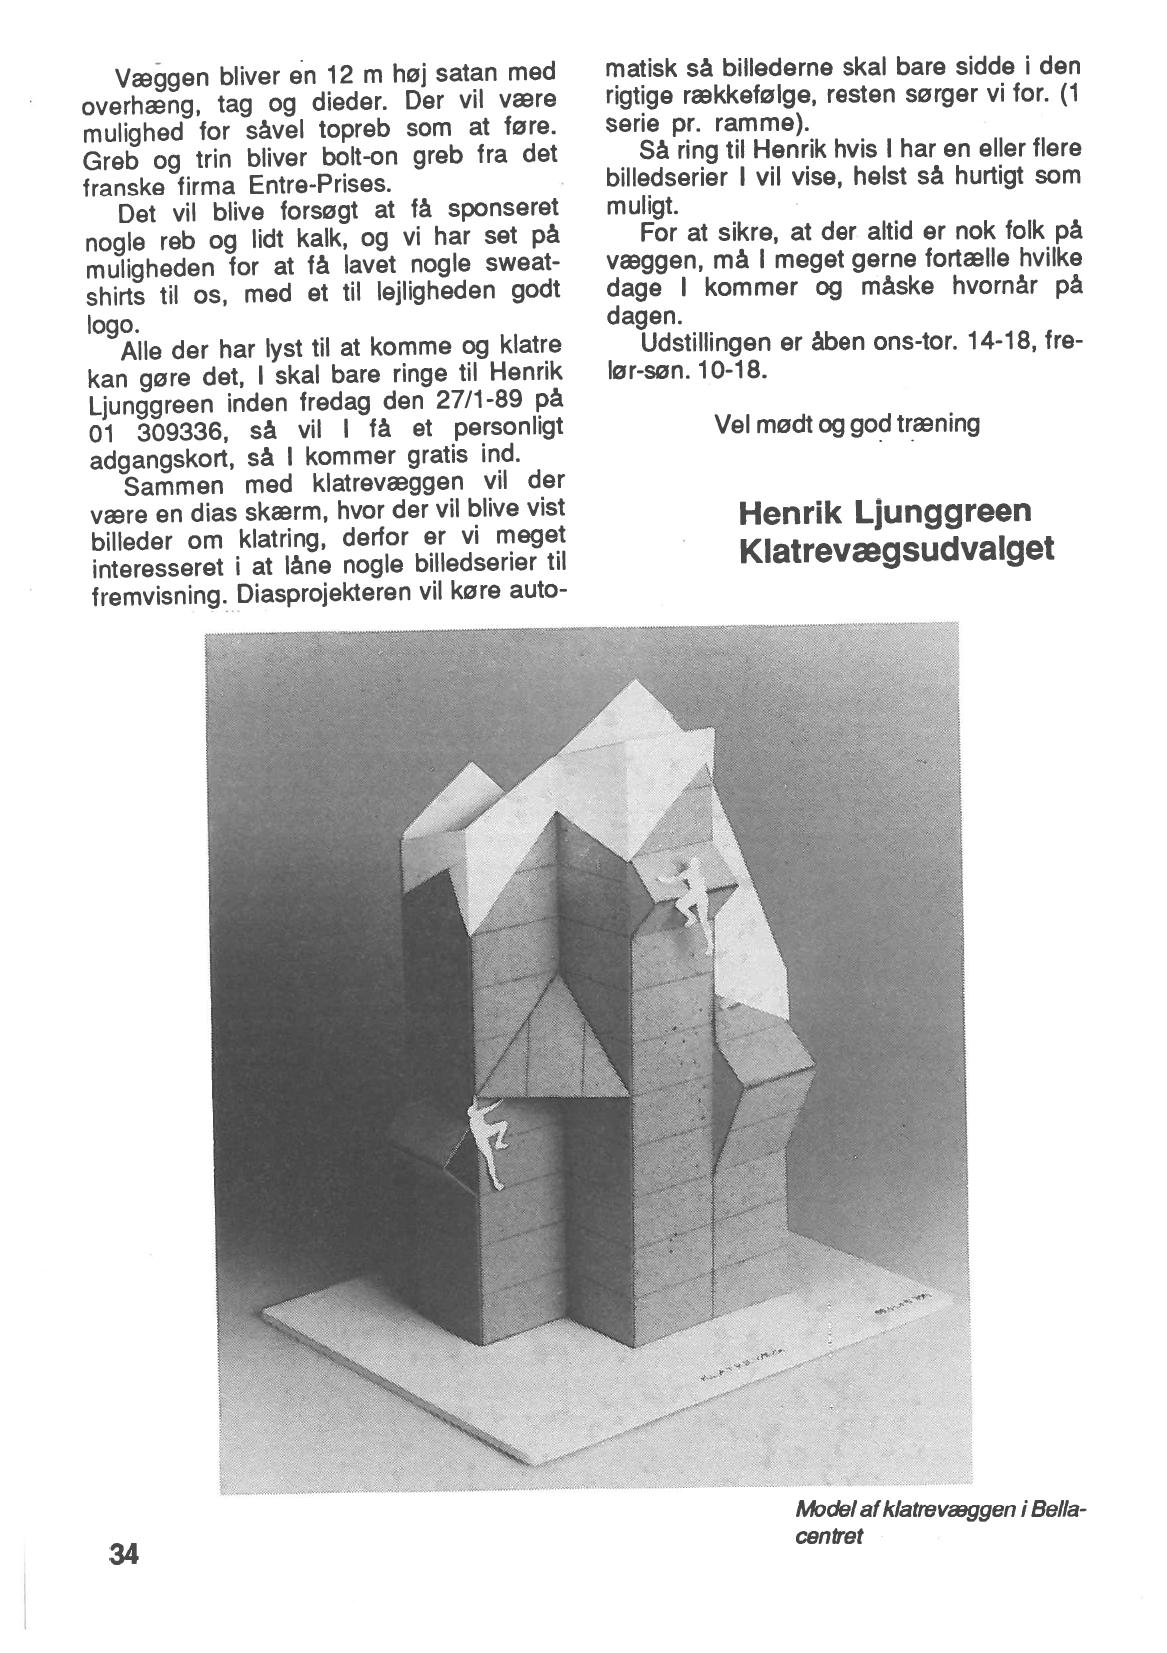 Væggen bliver en 12 m høj satan med
overhæng, tag og dieder. Der vil være
mulighed for såvel topreb som at føre.
Greb og trin bliver bolt-on greb fra det
franske firma Entre-Prises.
Det vil blive forsøgt at få sponseret
nogle reb og lidt kalk, og vi har set på
muligheden for at få lavet nogle sweat-
shirts til os, med et til lejligheden godt
logo.
Alle der har lyst til at komme og klatre
kan gøre det, I skal bare ringe til Henrik
Ljunggreen inden fredag den 27/1-89 på
01 309336, så vil I få et personligt
adgangskort, så I kommer gratis ind.
Sammen med klatrevæggen vil der
være en dias skærm, hvor der vil blive vist
billeder om klatring, derfor er vi meget
interesseret i at låne nogle billedserier til
fremvisning. Diasprojekteren vil køre auto-
matisk så billederne skal bare sidde i den
rigtige rækkefølge, resten sørger vi for. (1
serie pr. ramme).
Så ring til Henrik hvis I har en eller flere
billedserier I vil vise, helst så hurtigt som
muligt.
For at sikre, at der altid er nok folk på
væggen, må I meget gerne fortælle hvilke
dage I kommer og måske hvornår på
dagen.
Udstillingen er åben ons-tor. 14-18, fre-
lør-søn. 10-18.
Vel mødt og god træning
Henrik Ljunggreen
Klatrevægsudvalget
KLATREVÆG
Model af klatrevæggen i Bella-
centret
34